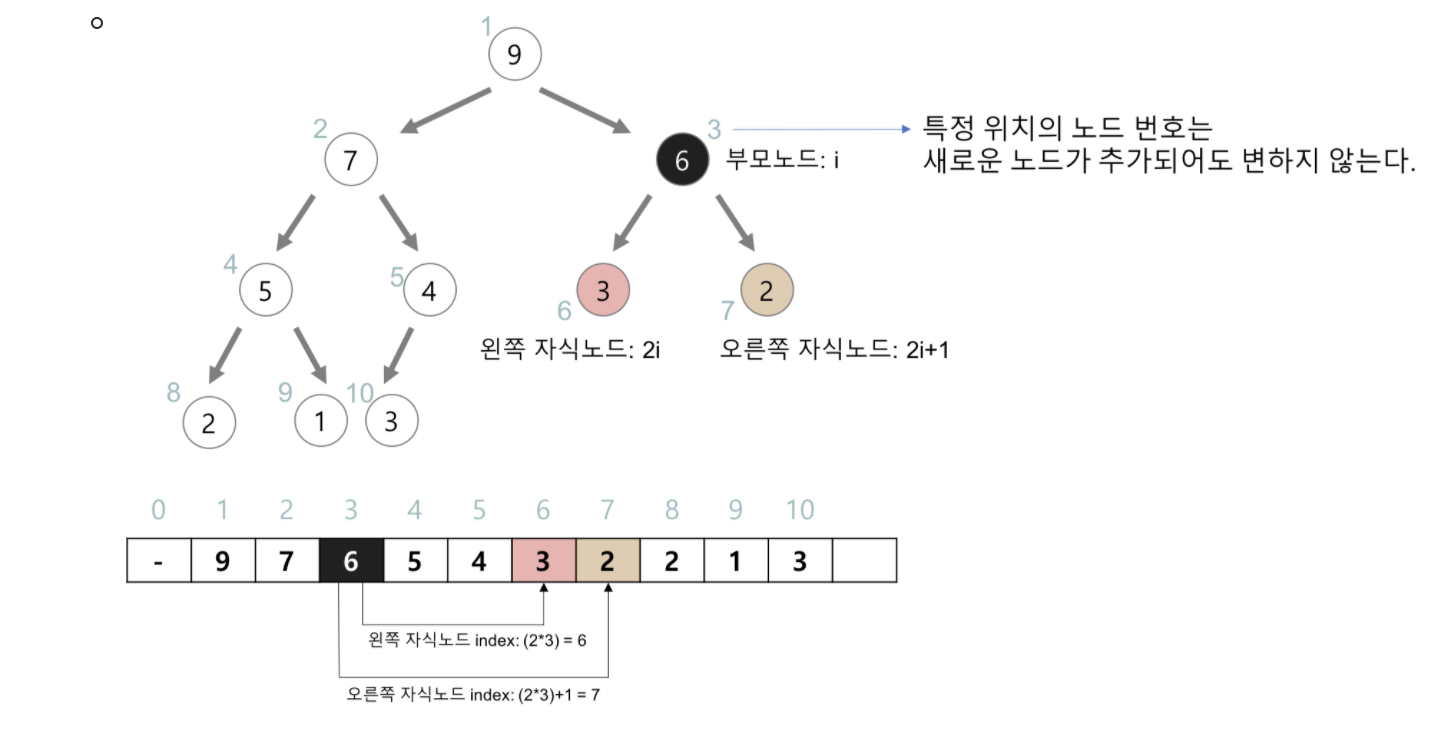 1
9
2
7
3
6
부모노드: i
특정 위치의 노드 번호는
새로운 노드가 추가되어도 변하지 않는다.
4
5
5
4
6
3
7
2
왼쪽 자식노드: 2i
오른쪽 자식노드: 2i+1
8
2
9
1
10
3
0 1 2 3 4 5 6 7 8 9 10
- 9 7 6 5 4 3 2 2 1 3
왼쪽 자식노드 index: (2*3) = 6
오른쪽 자식노드 index: (2*3)+1 = 7